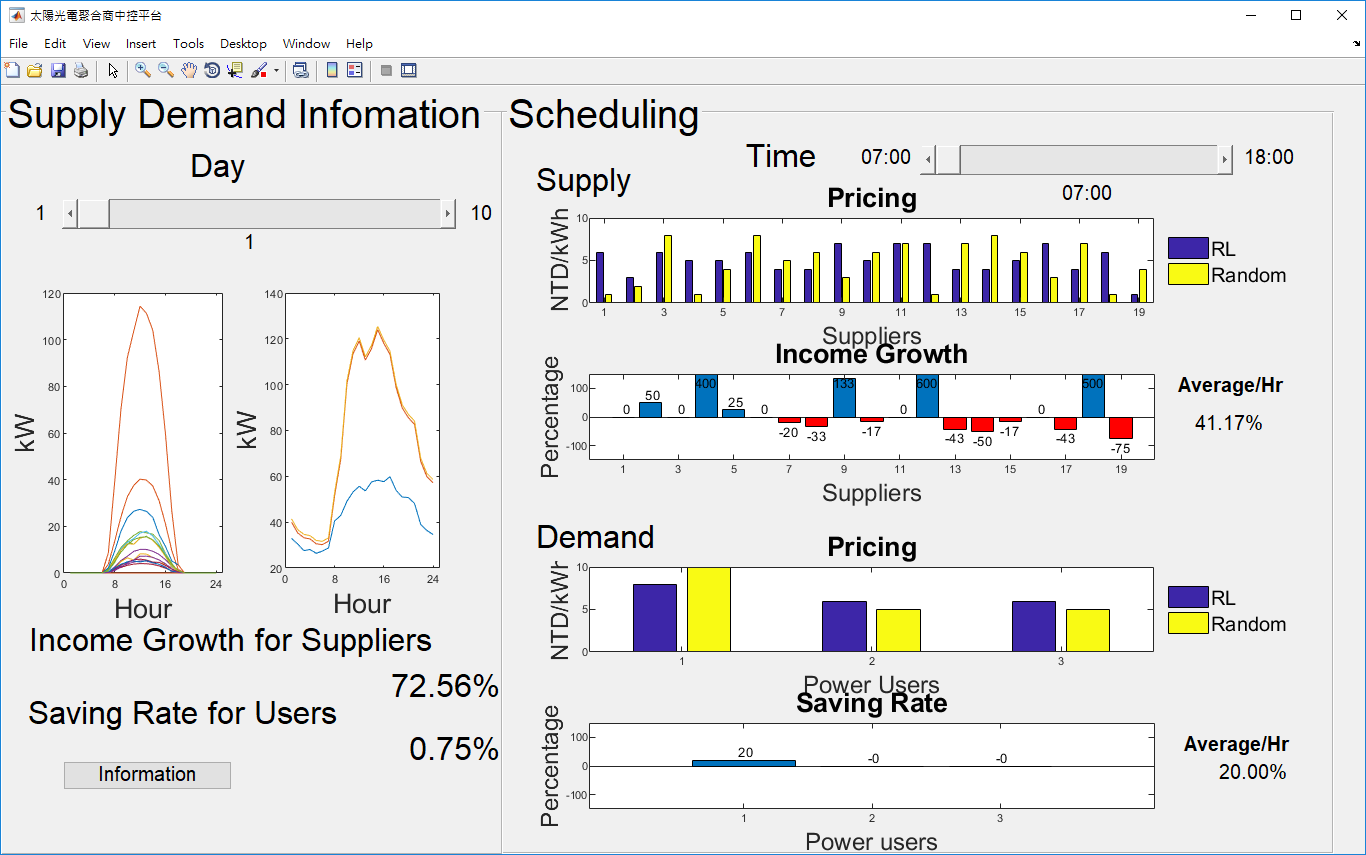 太陽光電聚合商中控平台
File Edit View Insert Tools Desktop Window Help
Supply Demand Infomation
Day
1 10
1
120
100
80
60
40
20
0
kW
0 8 16 24
Hour
140
120
100
80
60
40
20
kW
0 8 16 24
Hour
Income Growth for Suppliers
72.56%
Saving Rate for Users
0.75%
Information
Scheduling
Time 07:00 18:00
07:00
Supply
Pricing
NTD/kWh
10
5
0
1 3 5 7 9 11 13 15 17 19
Suppliers
RL
Random
Income Growth
Percentage
100
0
-100
0 50 0 400 25 0 -20 -33 133 -17 0 600 -43 -50 -17 0 -43 500 -75
1 3 5 7 9 11 13 15 17 19
Suppliers
Average/Hr
41.17%
Demand
Pricing
NTD/kWh
10
5
0
1 2 3
Power Users
RL
Random
Saving Rate
Percentage
100
0
-100
20 -0 -0
1 2 3
Power users
Average/Hr
20.00%